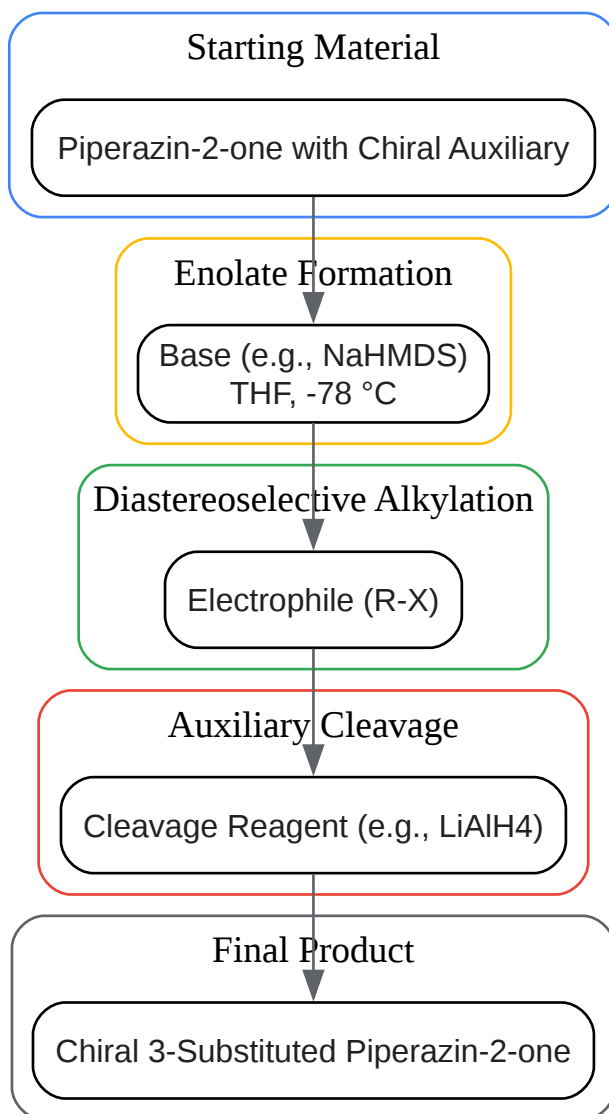 Starting Material
Piperazin-2-one with Chiral Auxiliary
Enolate Formation
Base (e.g., NaHMDS)
THF, -78 °C
Diastereoselective Alkylation
Electrophile (R-X)
Auxiliary Cleavage
Cleavage Reagent (e.g., LiAlH4)
Final Product
Chiral 3-Substituted Piperazin-2-one